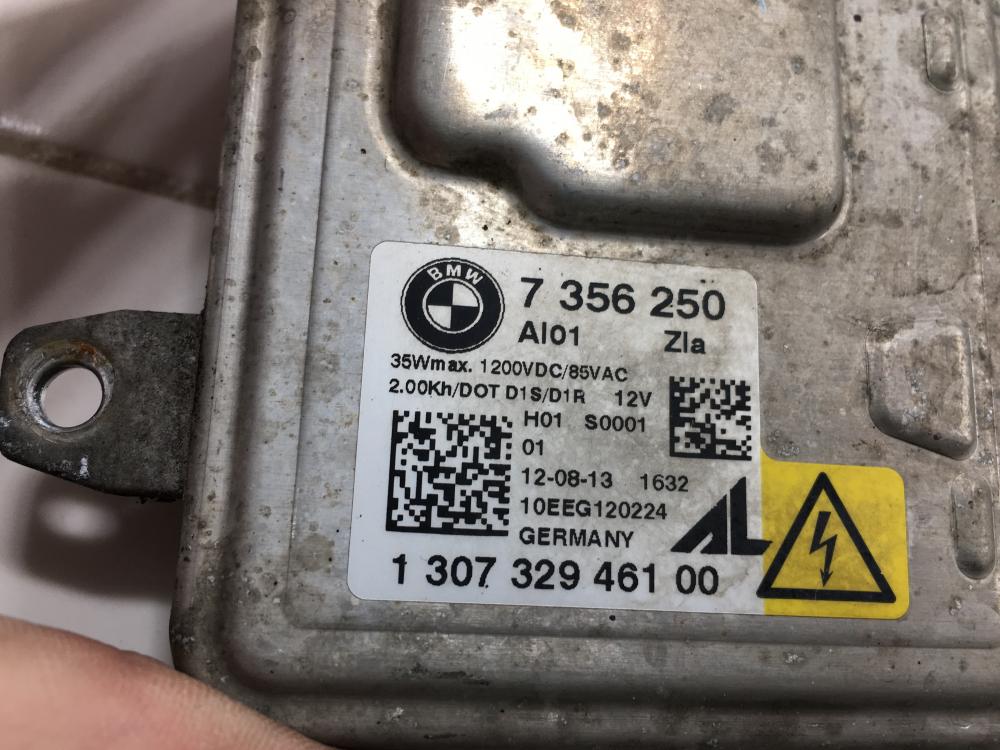 BMW
7 356 250
AI01 Zla
35Wmax. 1200VDC/85VAC
2.00Kh/DOT D1S/D1R 12V
H01 S0001
01
12-08-13 1632
10EEG120224
GERMANY
AL
1 307 329 461 00